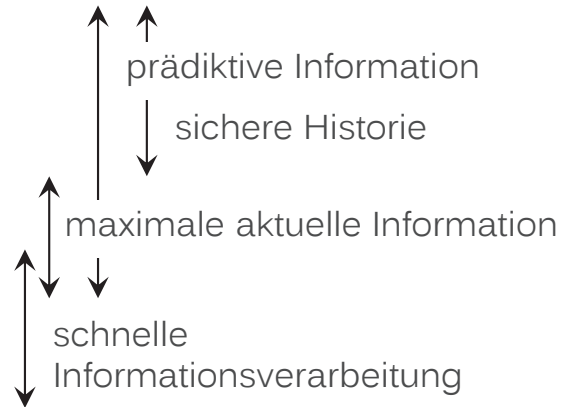 prädiktive Information
sichere Historie
maximale aktuelle Information
schnelle
Informationsverarbeitung